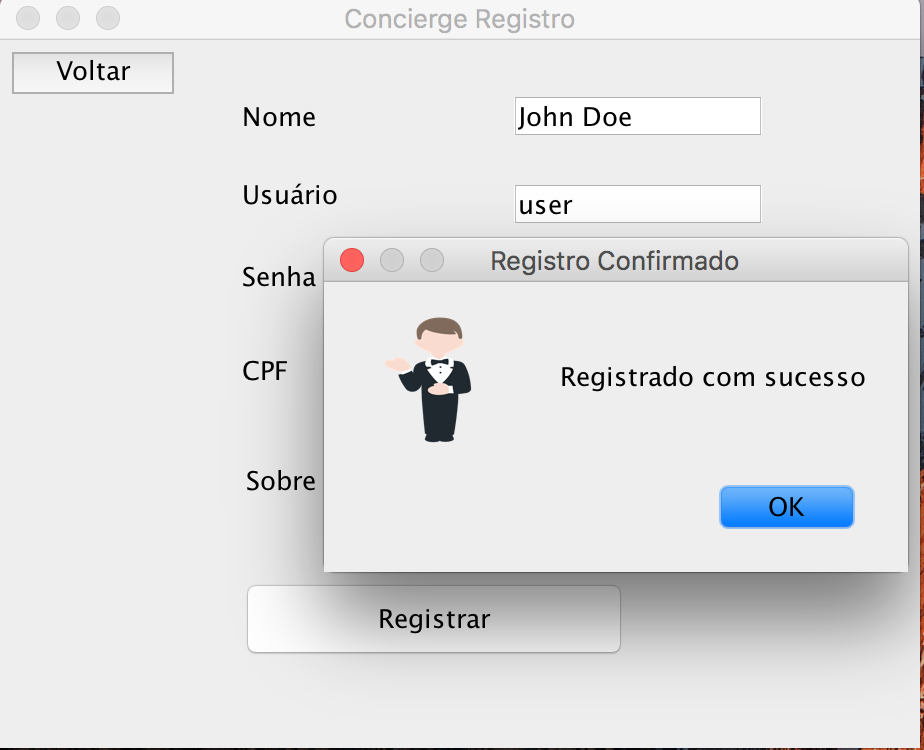 Concierge Registro
Voltar
Nome
John Doe
Usuário
user
Senha
CPF
Sobre
Registro Confirmado
Registrado com sucesso
OK
Registrar